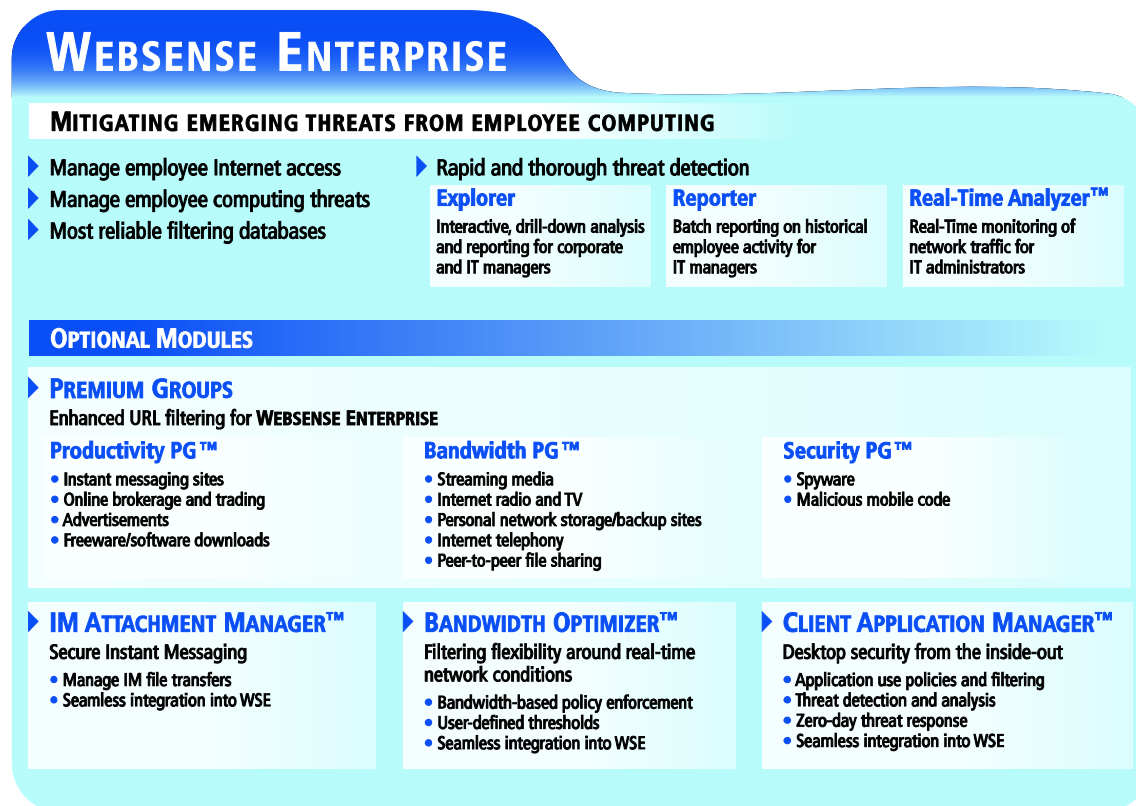 WEBSENSE ENTERPRISE
MITIGATING EMERGING THREATS FROM EMPLOYEE COMPUTING
Manage employee Internet access
Manage employee computing threats
Most reliable filtering databases
Rapid and thorough threat detection
Explorer
Interactive, drill-down analysis
and reporting for corporate
and IT managers
Reporter
Batch reporting on historical
employee activity for
IT managers
Real-Time Analyzer™
Real-Time monitoring of
network traffic for
IT administrators
OPTIONAL MODULES
PREMIUM GROUPS
Enhanced URL filtering for WEBSENSE ENTERPRISE
Productivity PG™
• Instant messaging sites
• Online brokerage and trading
• Advertisements
• Freeware/software downloads
Bandwidth PG™
• Streaming media
• Internet radio and TV
• Personal network storage/backup sites
• Internet telephony
• Peer-to-peer file sharing
Security PG™
• Spyware
• Malicious mobile code
IM ATTACHMENT MANAGER™
Secure Instant Messaging
• Manage IM file transfers
• Seamless integration into WSE
BANDWIDTH OPTIMIZER™
Filtering flexibility around real-time
network conditions
• Bandwidth-based policy enforcement
• User-defined thresholds
• Seamless integration into WSE
CLIENT APPLICATION MANAGER™
Desktop security from the inside-out
• Application use policies and filtering
• Threat detection and analysis
• Zero-day threat response
• Seamless integration into WSE